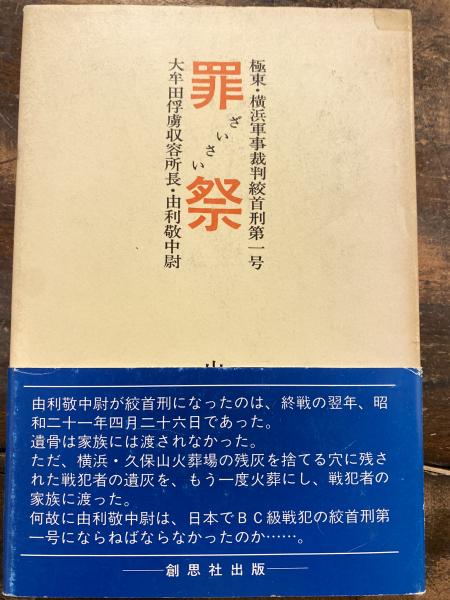 極東・横浜軍事裁判絞首刑第一号
罪祭
ざいさい
大牟田俘虜収容所長・由利敬中尉
由利敬中尉が絞首刑になったのは、終戦の翌年、昭
和二十一年四月二十六日であった。
遺骨は家族には渡されなかった。
ただ、横浜・久保山火葬場の残灰を捨てる穴に残さ
れた戦犯者の遺灰を、もう一度火葬にし、戦犯者の
家族に渡った。
何故に由利敬中尉は、日本でＢＣ級戦犯の絞首刑第
一号にならねばならなかったのか……。
創思社出版